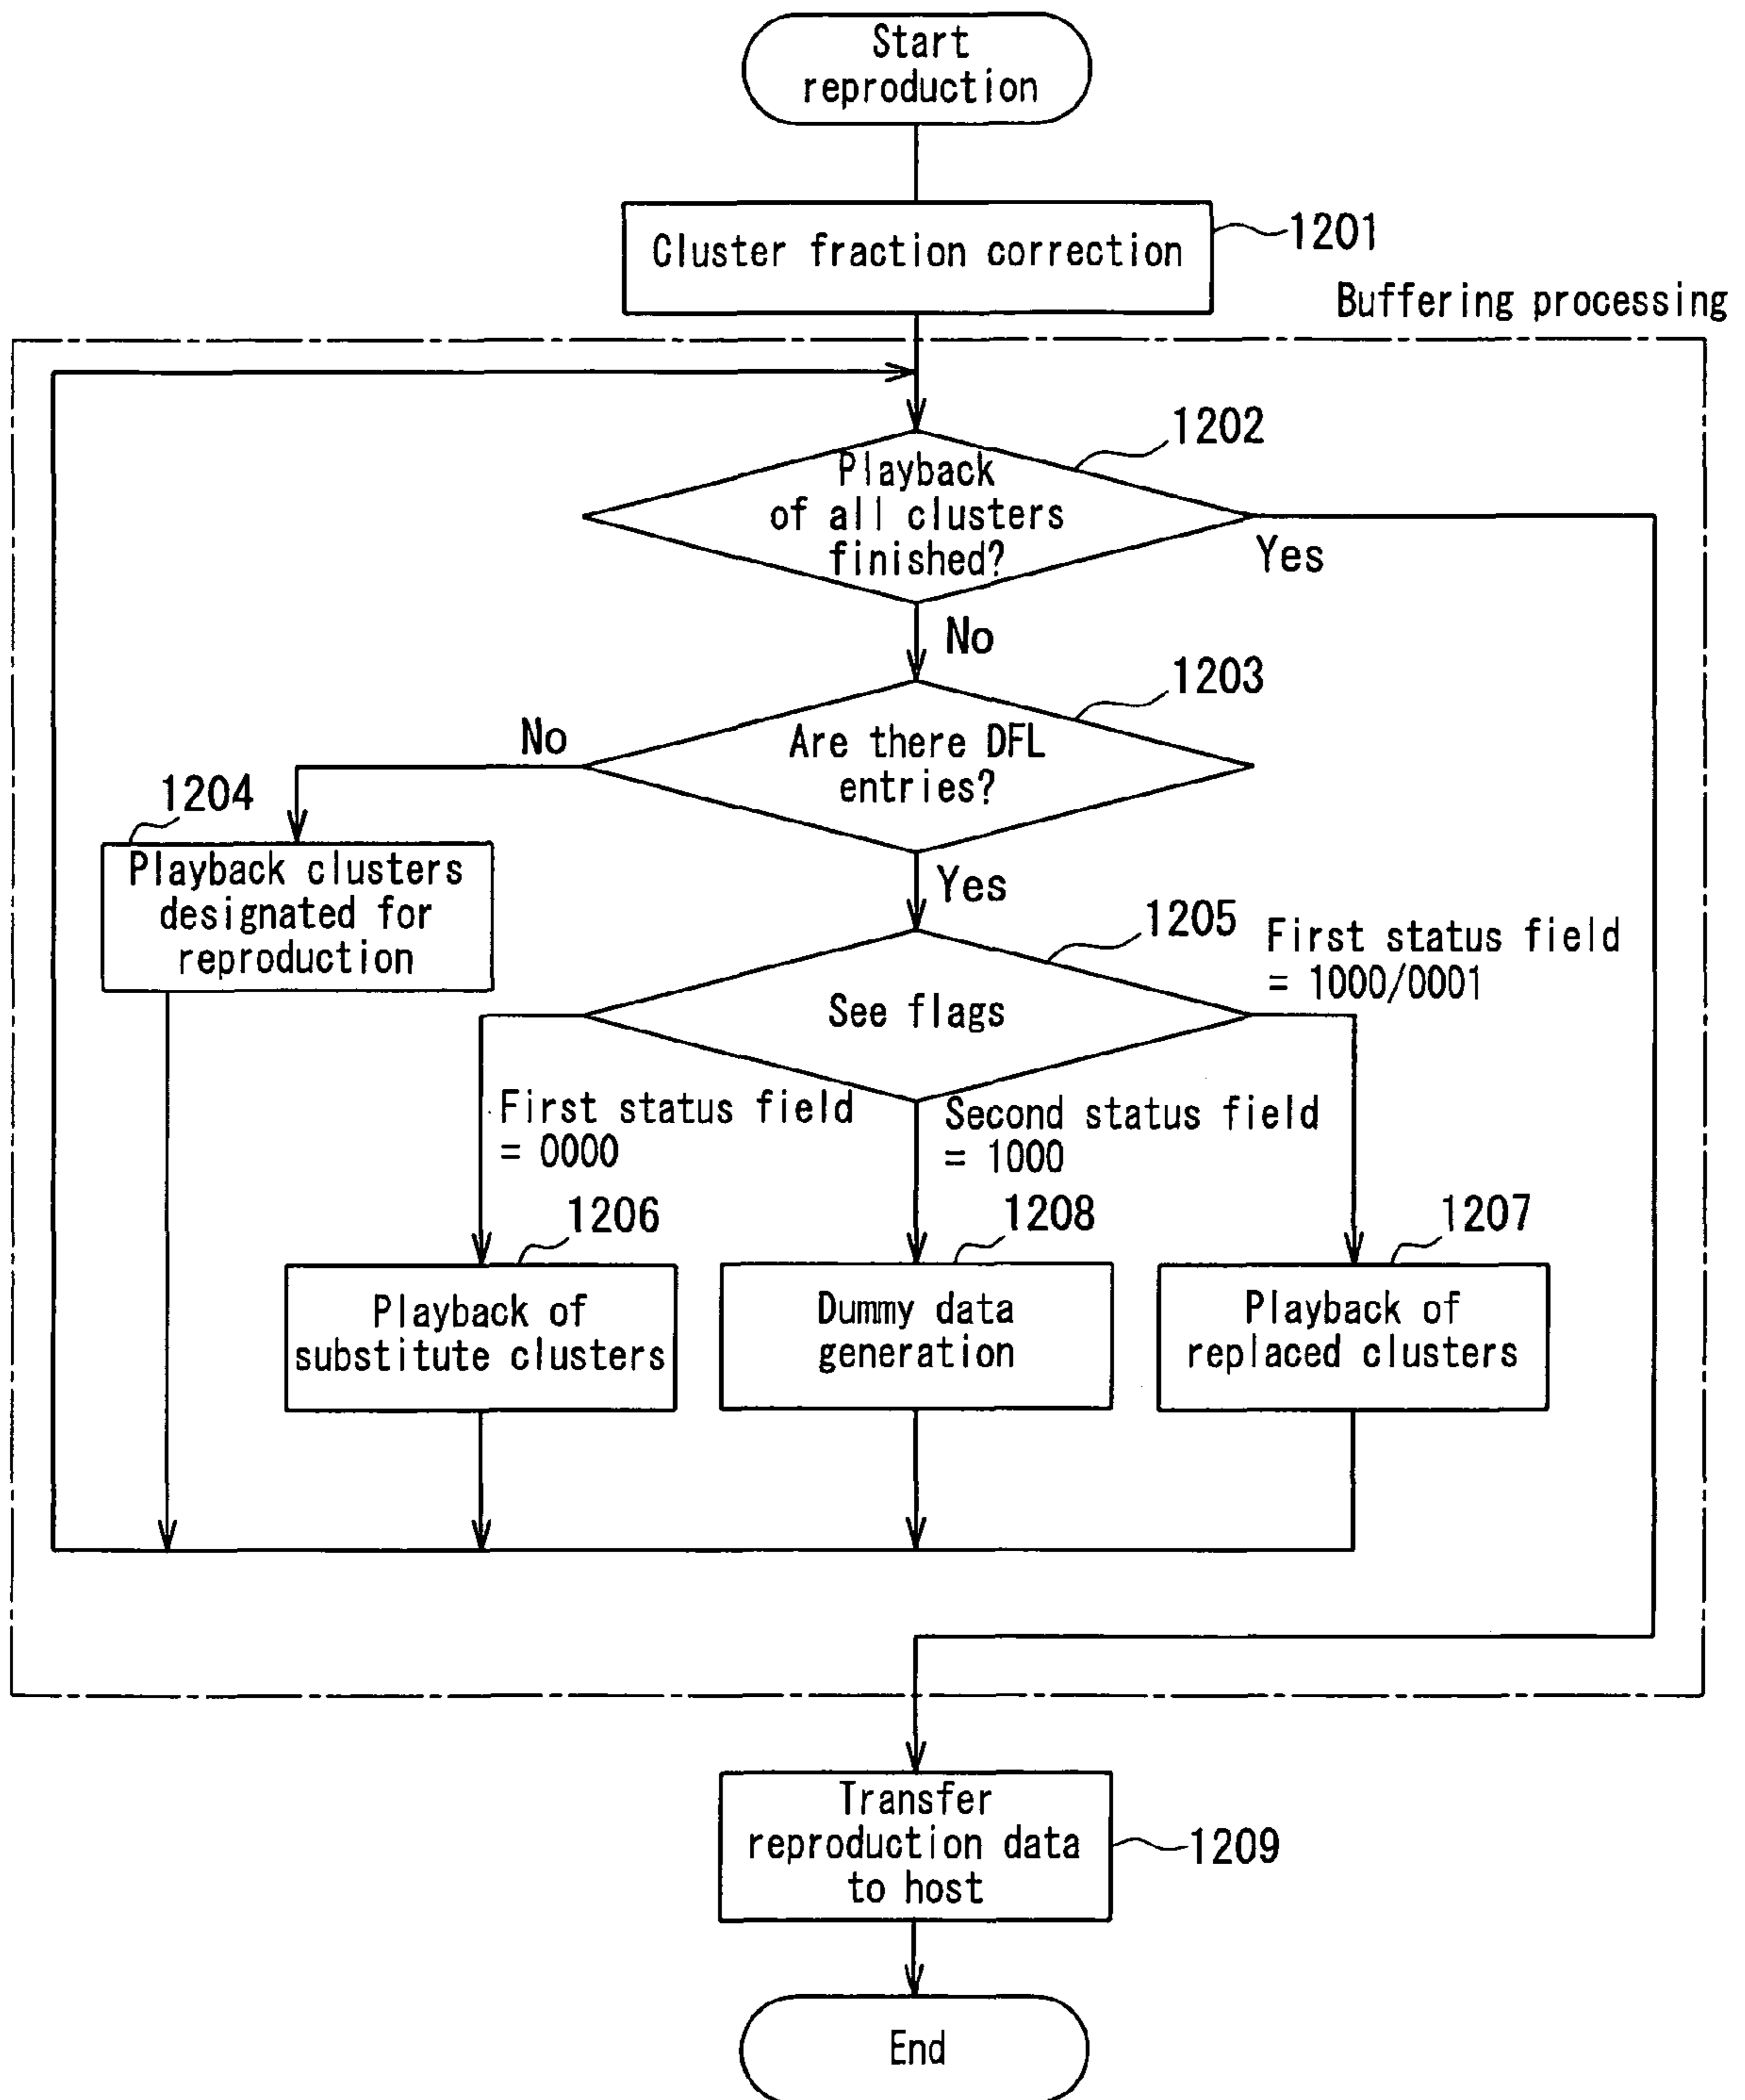 Start
reproduction
Cluster fraction correction
1201
Buffering processing
1202
Playback
of all clusters
finished?
Yes
No
1203
Are there DFL
entries?
No
1204
Playback clusters
designated for
reproduction
Yes
1205
First status field
= 1000/0001
See flags
First status field
= 0000
Second status field
= 1000
1206
1208
1207
Playback of
substitute clusters
Dummy data
generation
Playback of
replaced clusters
Transfer
reproduction data
to host
1209
End